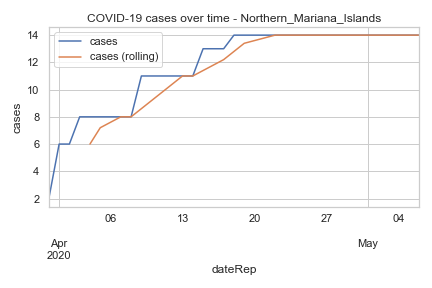 COVID-19 cases over time - Northern_Mariana_Islands
cases
cases (rolling)
14
12
10
8
6
4
2
cases
06
13
20
27
04
Apr
2020
May
dateRep